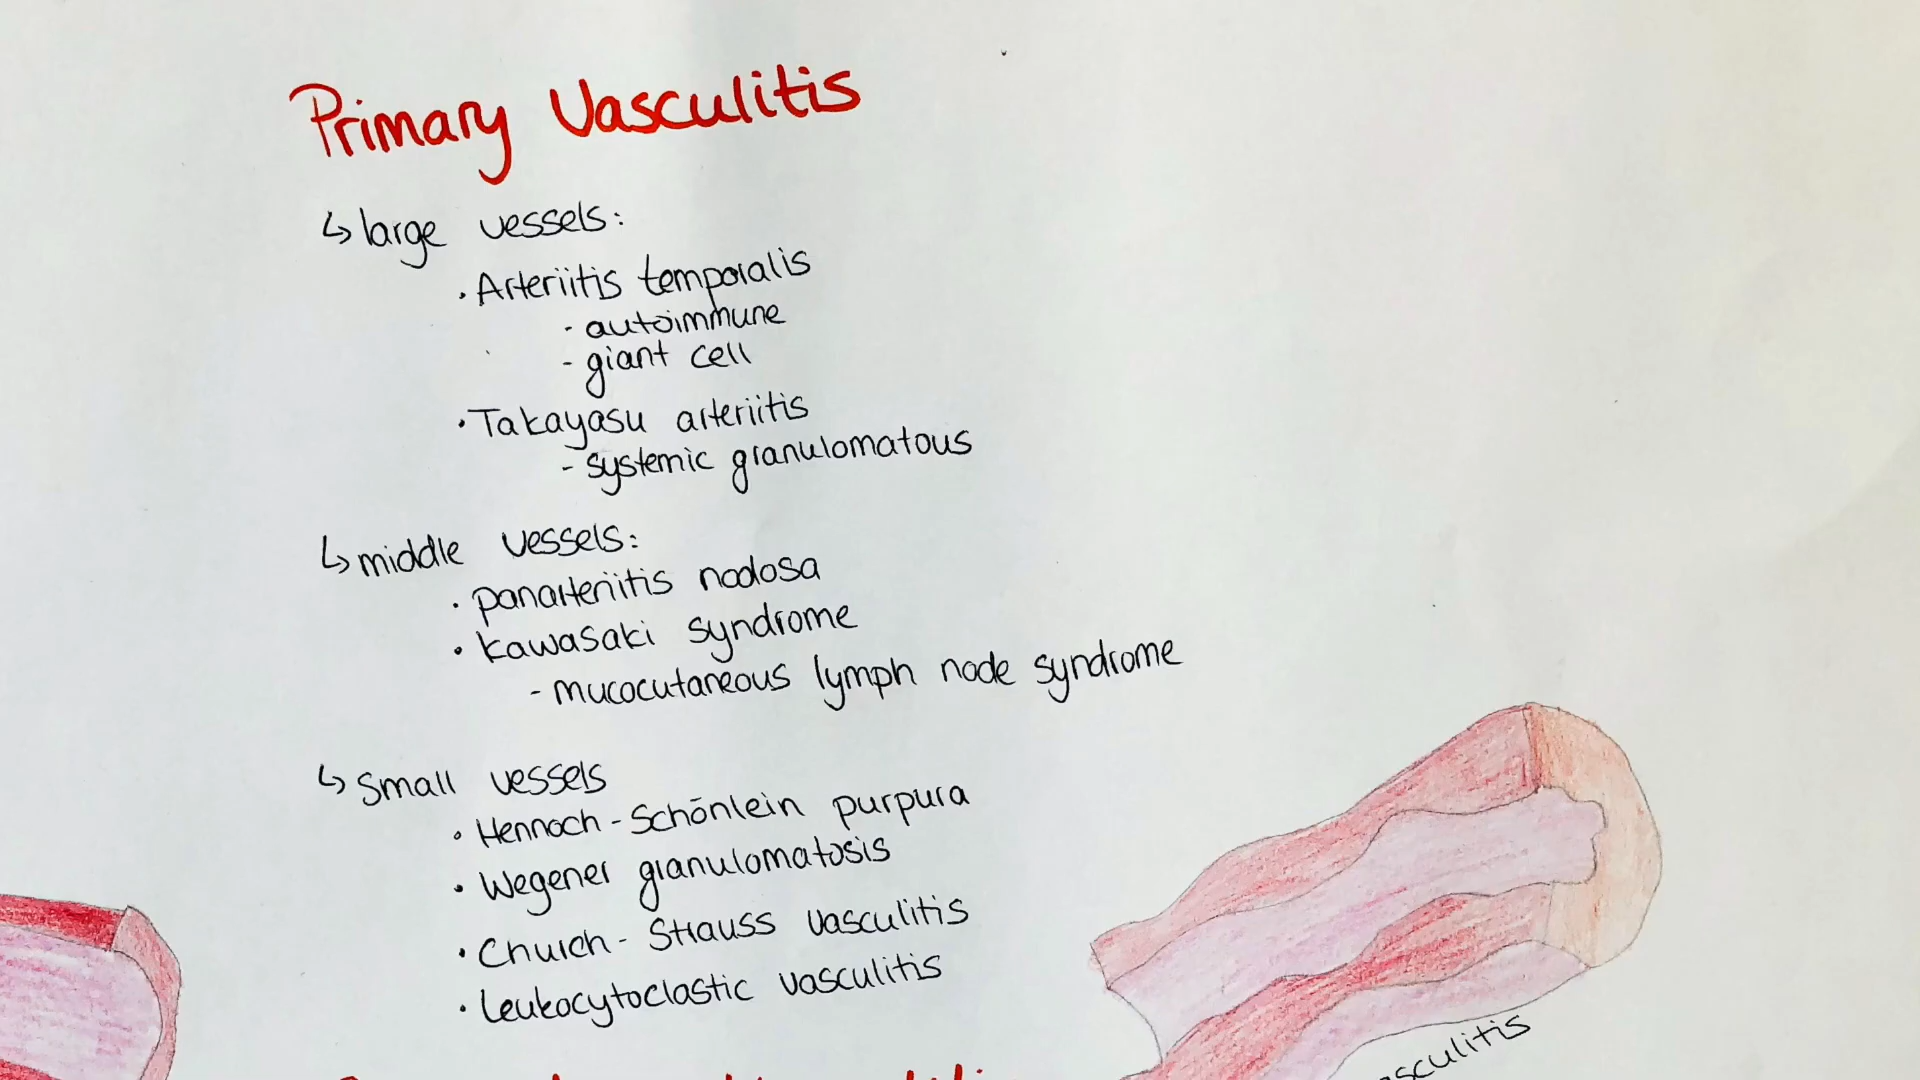 Primary Vasculitis
↳ large vessels:
· Arteriitis temporalis
- autoimmune
- giant cell
· Takayasu arteriitis
- systemic granulomatous
↳ middle vessels:
· panarteriitis nodosa
· kawasaki syndrome
- mucocutaneous lymph node syndrome
↳ small vessels
· Hennoch-Schönlein purpura
· Wegener granulomatosis
· Church-Strauss vasculitis
· Leukocytoclastic vasculitis